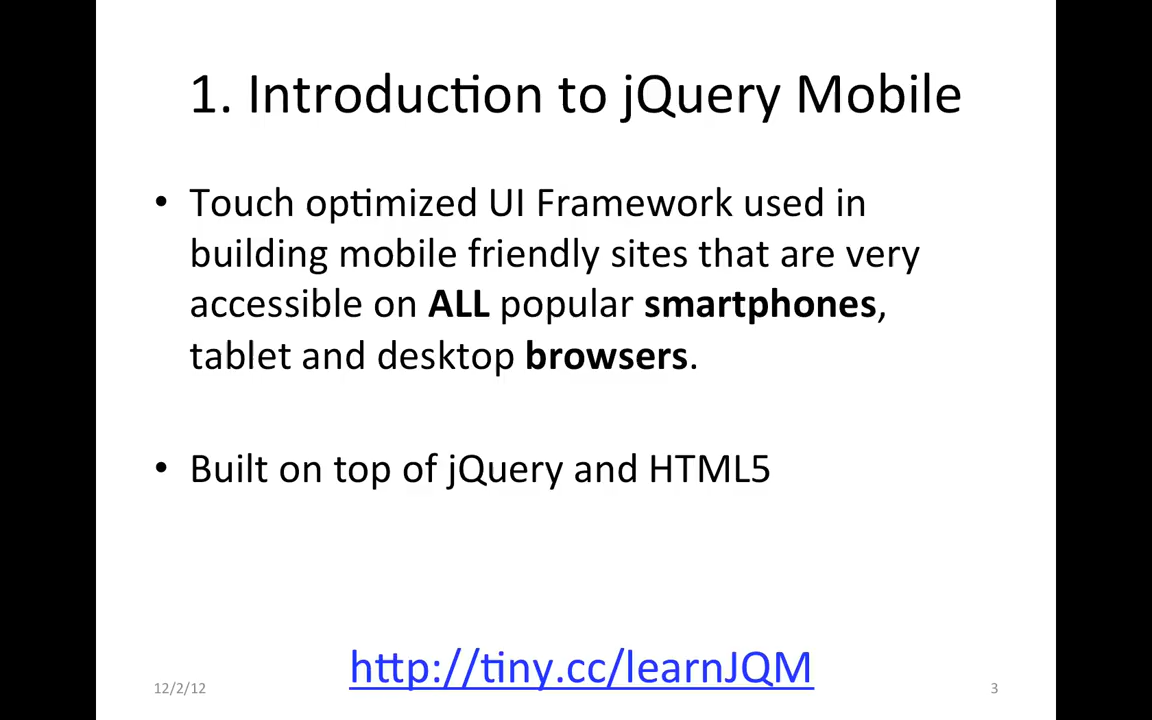 1. Introduction to jQuery Mobile
• Touch optimized UI Framework used in
building mobile friendly sites that are very
accessible on ALL popular smartphones,
tablet and desktop browsers.
• Built on top of jQuery and HTML5
http://tiny.cc/learnJQM
12/2/12
3